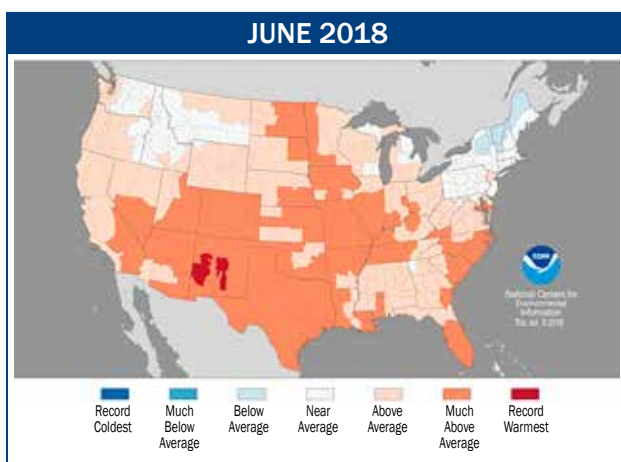 JUNE 2018
NOAA
National Centers for
Environmental
Information
Record
Coldest
Much
Below
Average
Below
Average
Near
Average
Above
Average
Much
Above
Average
Record
Warmest